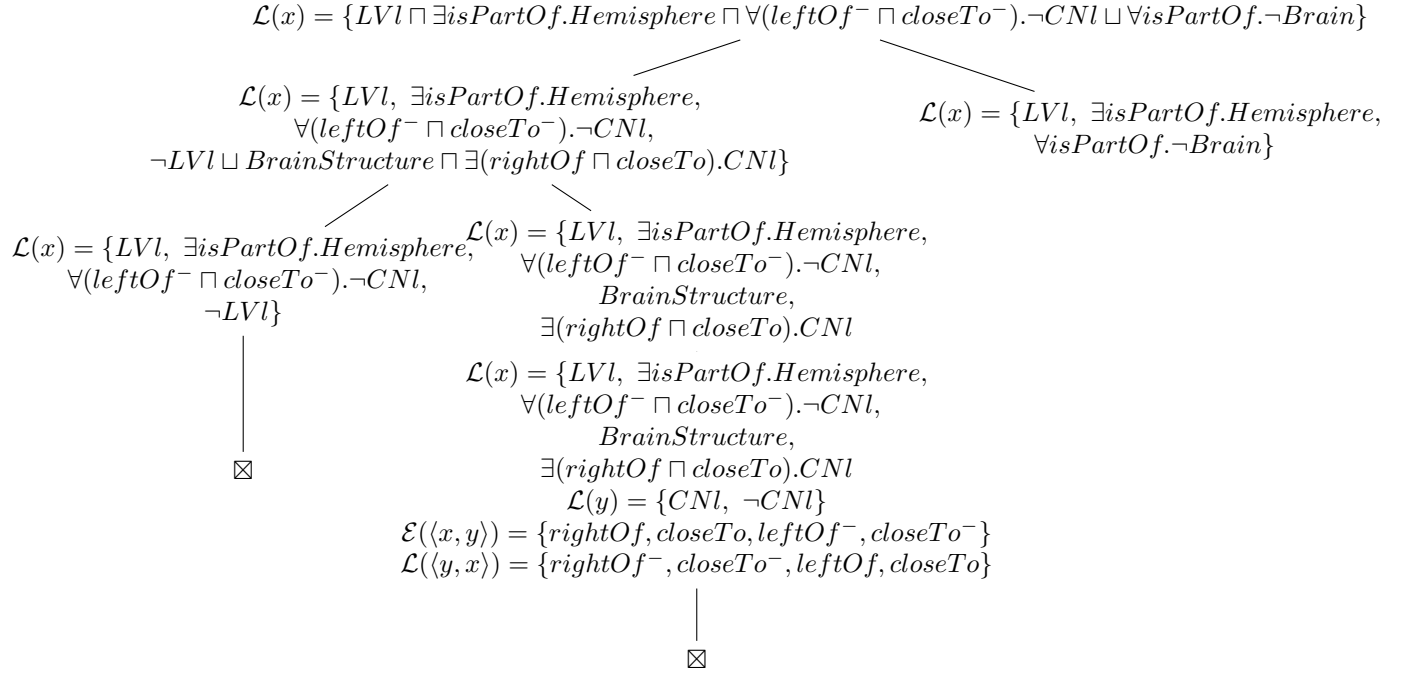 ℒ(x) = {LVl ⊓ ∃isPartOf.Hemisphere ⊓ ∀(leftOf⁻ ⊓ closeTo⁻).¬CNl ⊔ ∀isPartOf.¬Brain}
ℒ(x) = {LVl, ∃isPartOf.Hemisphere,
∀(leftOf⁻ ⊓ closeTo⁻).¬CNl,
¬LVl ⊔ BrainStructure ⊓ ∃(rightOf ⊓ closeTo).CNl}
ℒ(x) = {LVl, ∃isPartOf.Hemisphere,
∀isPartOf.¬Brain}
ℒ(x) = {LVl, ∃isPartOf.Hemisphere,
∀(leftOf⁻ ⊓ closeTo⁻).¬CNl,
¬LVl}
⊠
ℒ(x) = {LVl, ∃isPartOf.Hemisphere,
∀(leftOf⁻ ⊓ closeTo⁻).¬CNl,
BrainStructure,
∃(rightOf ⊓ closeTo).CNl
ℒ(x) = {LVl, ∃isPartOf.Hemisphere,
∀(leftOf⁻ ⊓ closeTo⁻).¬CNl,
BrainStructure,
∃(rightOf ⊓ closeTo).CNl
ℒ(y) = {CNl, ¬CNl}
ℰ(⟨x, y⟩) = {rightOf, closeTo, leftOf⁻, closeTo⁻}
ℒ(⟨y, x⟩) = {rightOf⁻, closeTo⁻, leftOf, closeTo}
⊠